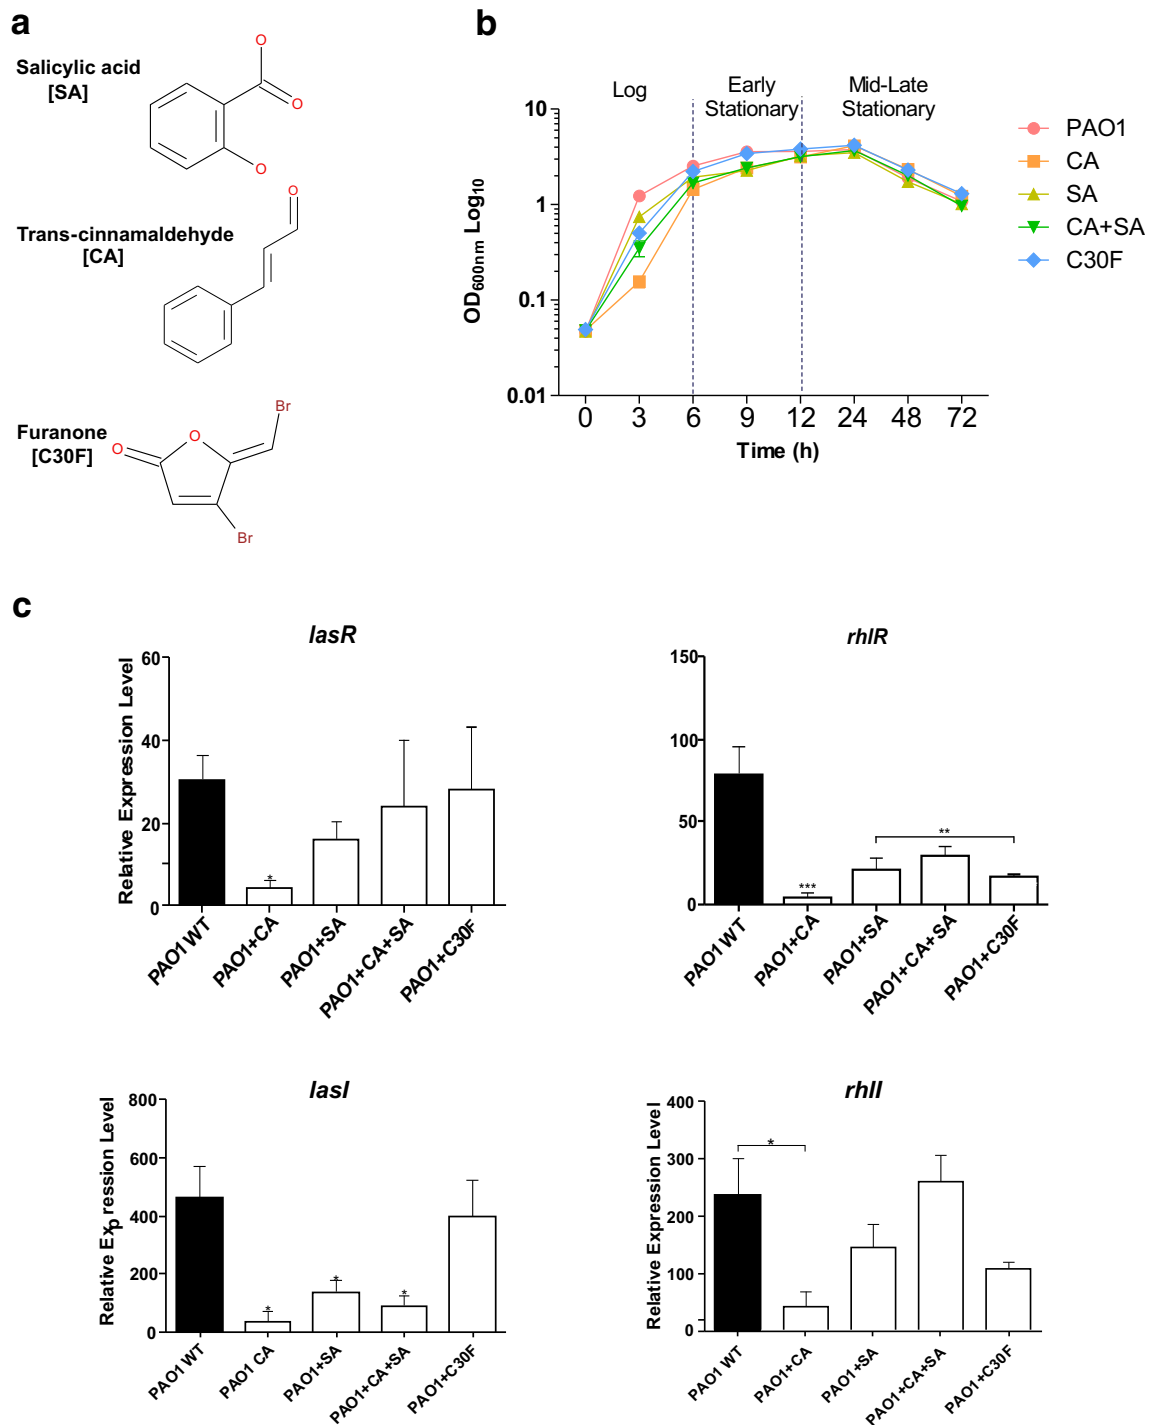 a
Salicylic acid
[SA]
O
O
O
Trans-cinnamaldehyde
[CA]
O
Furanone
[C30F]
O
O
Br
Br
b
Log
Early
Stationary
Mid-Late
Stationary
OD600nm Log10
10
1
0.1
0.01
0 3 6 9 12 24 48 72
Time (h)
PAO1
CA
SA
CA+SA
C30F
c
lasR
Relative Expression Level
60
40
20
0
*
PAO1 WT
PAO1+CA
PAO1+SA
PAO1+CA+SA
PAO1+C30F
rhlR
150
100
50
0
***
**
PAO1 WT
PAO1+CA
PAO1+SA
PAO1+CA+SA
PAO1+C30F
lasI
Relative Expression Level
800
600
400
200
0
*
*
*
PAO1 WT
PAO1 CA
PAO1+SA
PAO1+CA+SA
PAO1+C30F
rhlI
Relative Expression Level
400
300
200
100
0
*
PAO1 WT
PAO1+CA
PAO1+SA
PAO1+CA+SA
PAO1+C30F